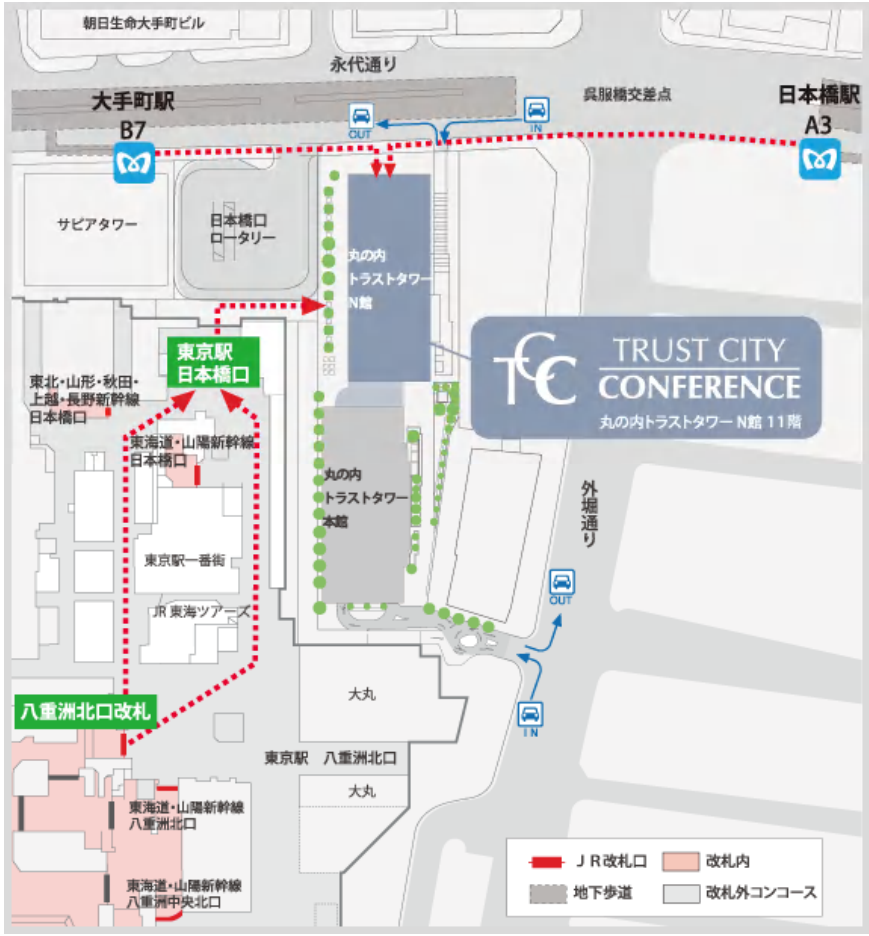 朝日生命大手町ビル
永代通り
大手町駅
B7
OUT
IN
呉服橋交差点
日本橋駅
A3
サピアタワー
日本橋口
ロータリー
丸の内
トラストタワー
N館
東京駅
日本橋口
TCC
TRUST CITY
CONFERENCE
丸の内トラストタワー N館 11階
東北・山形・秋田・
上越・長野新幹線
日本橋口
東海道・山陽新幹線
日本橋口
丸の内
トラストタワー
本館
外堀通り
東京駅一番街
JR東海ツアーズ
OUT
IN
八重洲北口改札
大丸
東京駅 八重洲北口
大丸
東海道・山陽新幹線
八重洲北口
東海道・山陽新幹線
八重洲中央北口
JR改札口
改札内
地下歩道
改札外コンコース